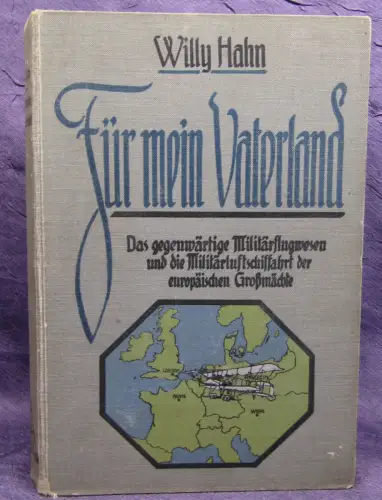 Willy Hahn
Für mein Vaterland
Das gegenwärtige Militärflugwesen
und die Militärluftschiffahrt der
europäischen Großmächte